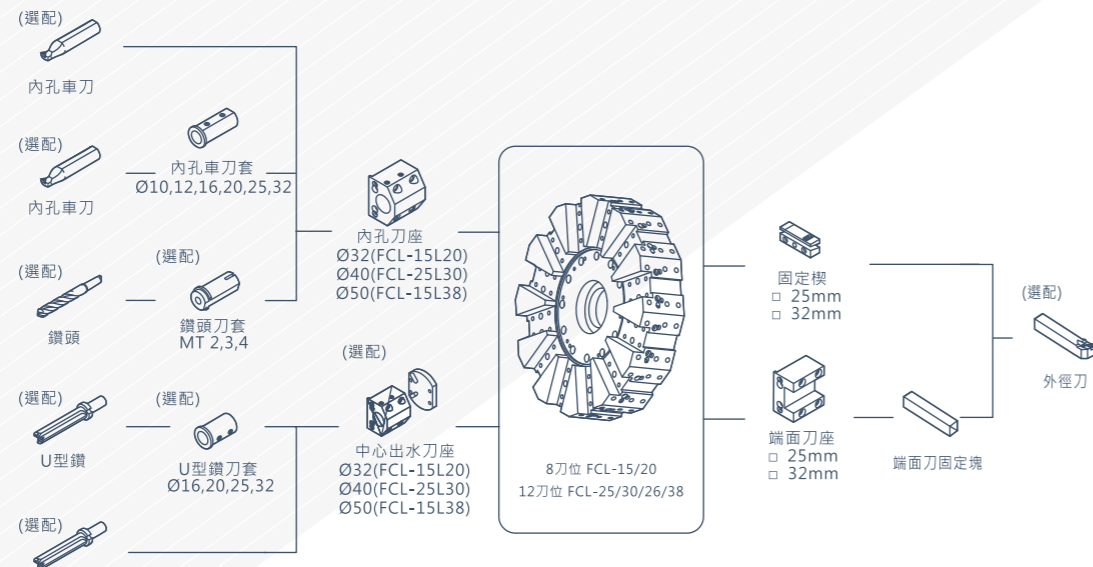 (選配)
內孔車刀
(選配)
內孔車刀
內孔車刀套
Ø10,12,16,20,25,32
(選配)
鑽頭
(選配)
鑽頭刀套
MT 2,3,4
(選配)
U型鑽
(選配)
U型鑽刀套
Ø16,20,25,32
(選配)
內孔刀座
Ø32(FCL-15L20)
Ø40(FCL-25L30)
Ø50(FCL-15L38)
(選配)
中心出水刀座
Ø32(FCL-15L20)
Ø40(FCL-25L30)
Ø50(FCL-15L38)
8刀位 FCL-15/20
12刀位 FCL-25/30/26/38
固定楔
□ 25mm
□ 32mm
端面刀座
□ 25mm
□ 32mm
端面刀固定塊
(選配)
外徑刀